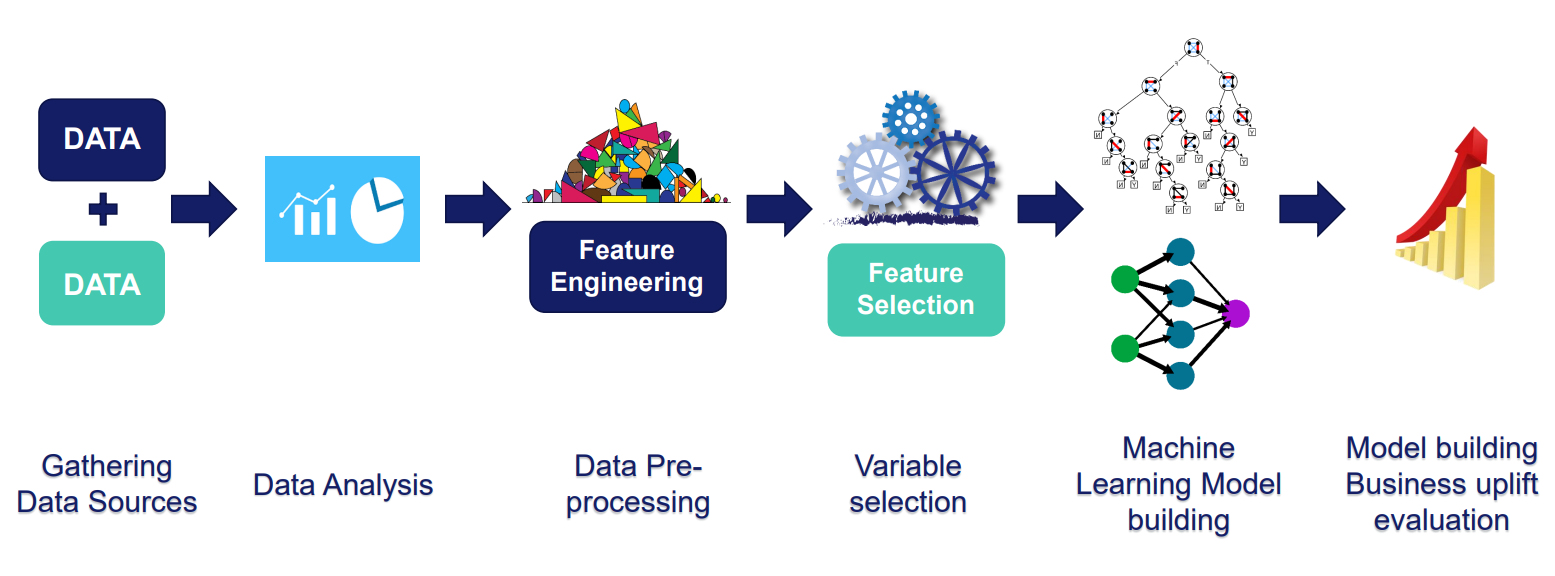 DATA
DATA
Feature
Engineering
Feature
Selection
Gathering
Data Sources
Data Analysis
Data Pre-
processing
Variable
selection
Machine
Learning Model
building
Model building
Business uplift
evaluation